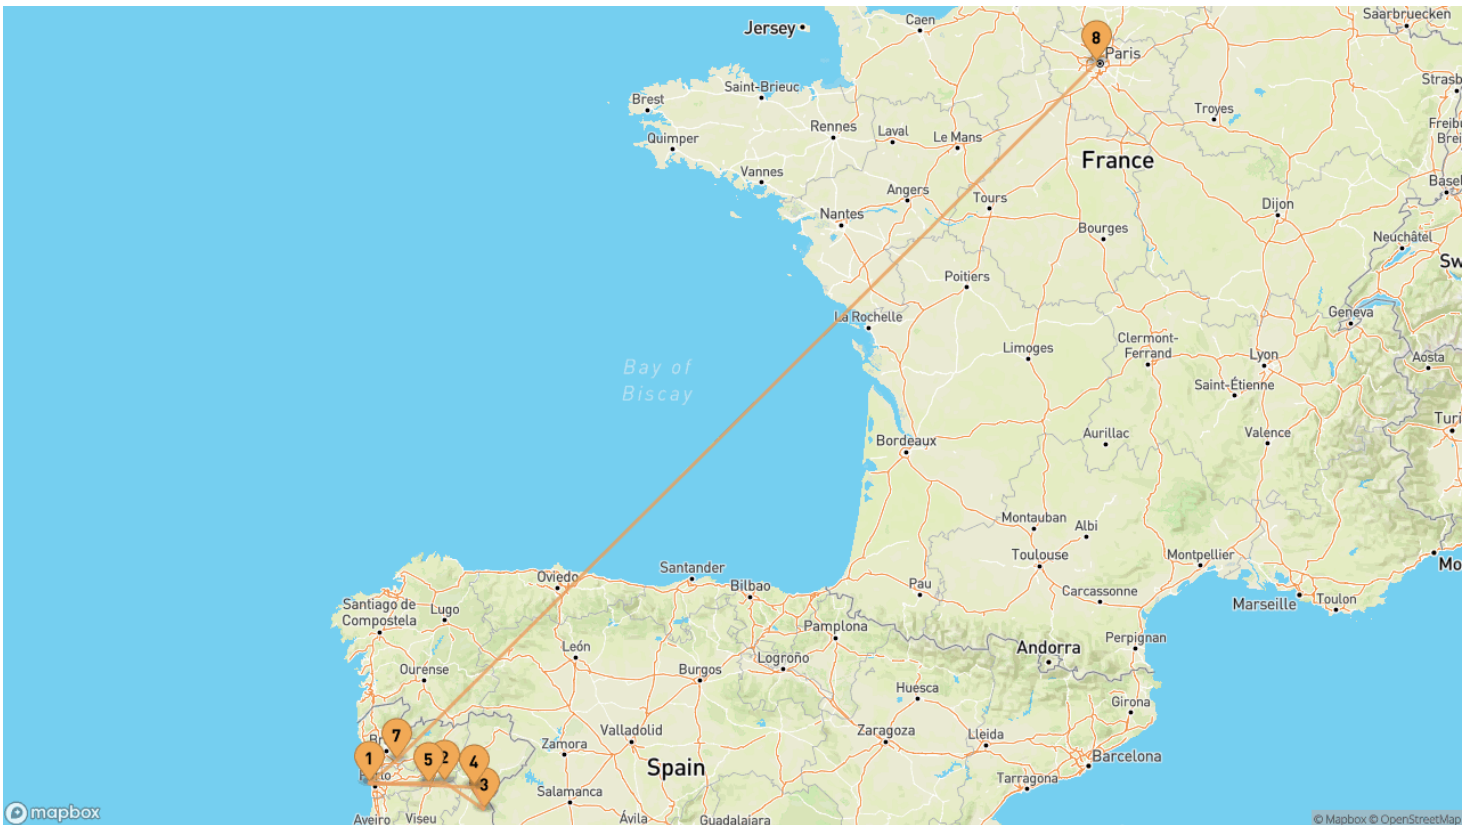 Jersey
Caen
8
Paris
Saarbruecken
Brest
Saint-Brieuc
Strasb
Troyes
Quimper
Rennes
Laval
Le Mans
Freibu
Brei
France
Vannes
Angers
Tours
Basel
Nantes
Dijon
Bourges
Neuchâtel
Sw
Poitiers
La Rochelle
Geneva
Clermont-
Ferrand
Limoges
Lyon
Aosta
Bay of
Biscay
Saint-Étienne
Turi
Bordeaux
Aurillac
Valence
Montauban
Albi
Toulouse
Montpellier
Mo
Oviedo
Santander
Bilbao
Pau
Carcassonne
Marseille
Toulon
Santiago de
Compostela
Lugo
Pamplona
Perpignan
León
Logroño
Andorra
Ourense
Burgos
Huesca
Girona
7
Br
Valladolid
Zaragoza
Lleida
Zamora
Barcelona
1
5
2
4
3
Spain
Tarragona
Salamanca
Aveiro
Viseu
Ávila
Guadalajara
mapbox
© Mapbox © OpenStreetMap